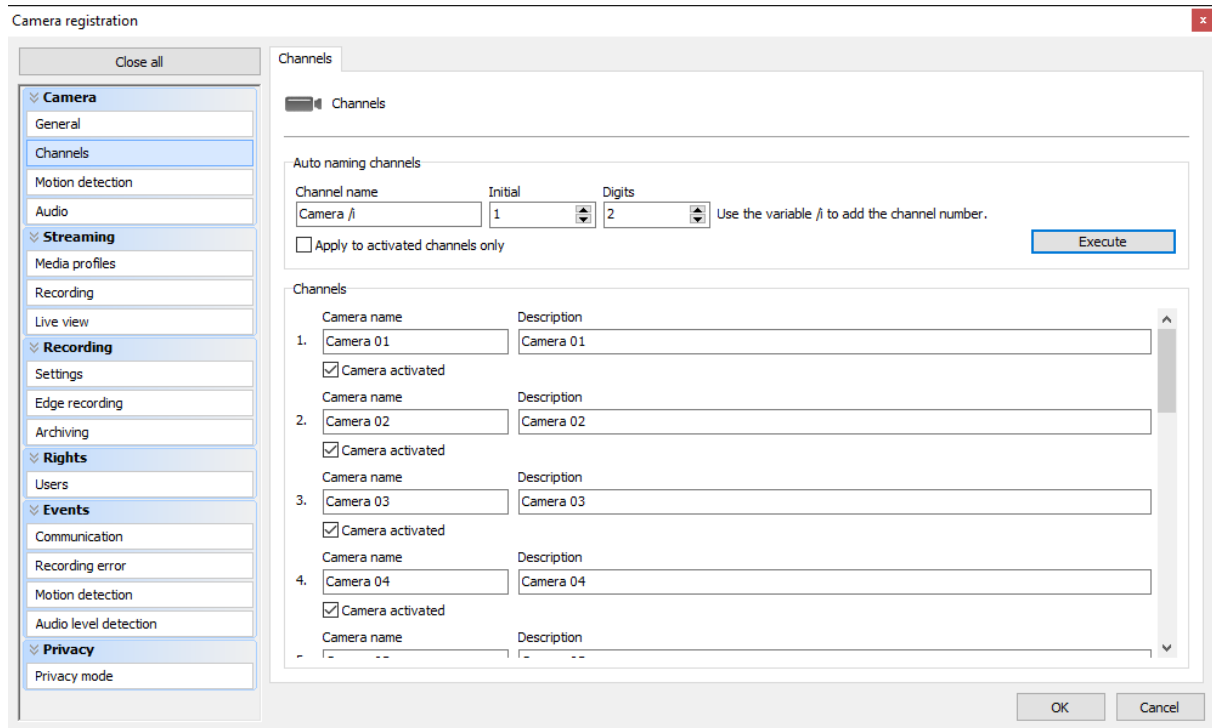 Camera registration
x
Close all
Camera
General
Channels
Motion detection
Audio
Streaming
Media profiles
Recording
Live view
Recording
Settings
Edge recording
Archiving
Rights
Users
Events
Communication
Recording error
Motion detection
Audio level detection
Privacy
Privacy mode
Channels
Channels
Auto naming channels
Channel name Initial Digits
Camera /i 1 2 Use the variable /i to add the channel number.
Apply to activated channels only
Execute
Channels
Camera name Description
1. Camera 01 Camera 01
Camera activated
Camera name Description
2. Camera 02 Camera 02
Camera activated
Camera name Description
3. Camera 03 Camera 03
Camera activated
Camera name Description
4. Camera 04 Camera 04
Camera activated
Camera name Description
OK Cancel